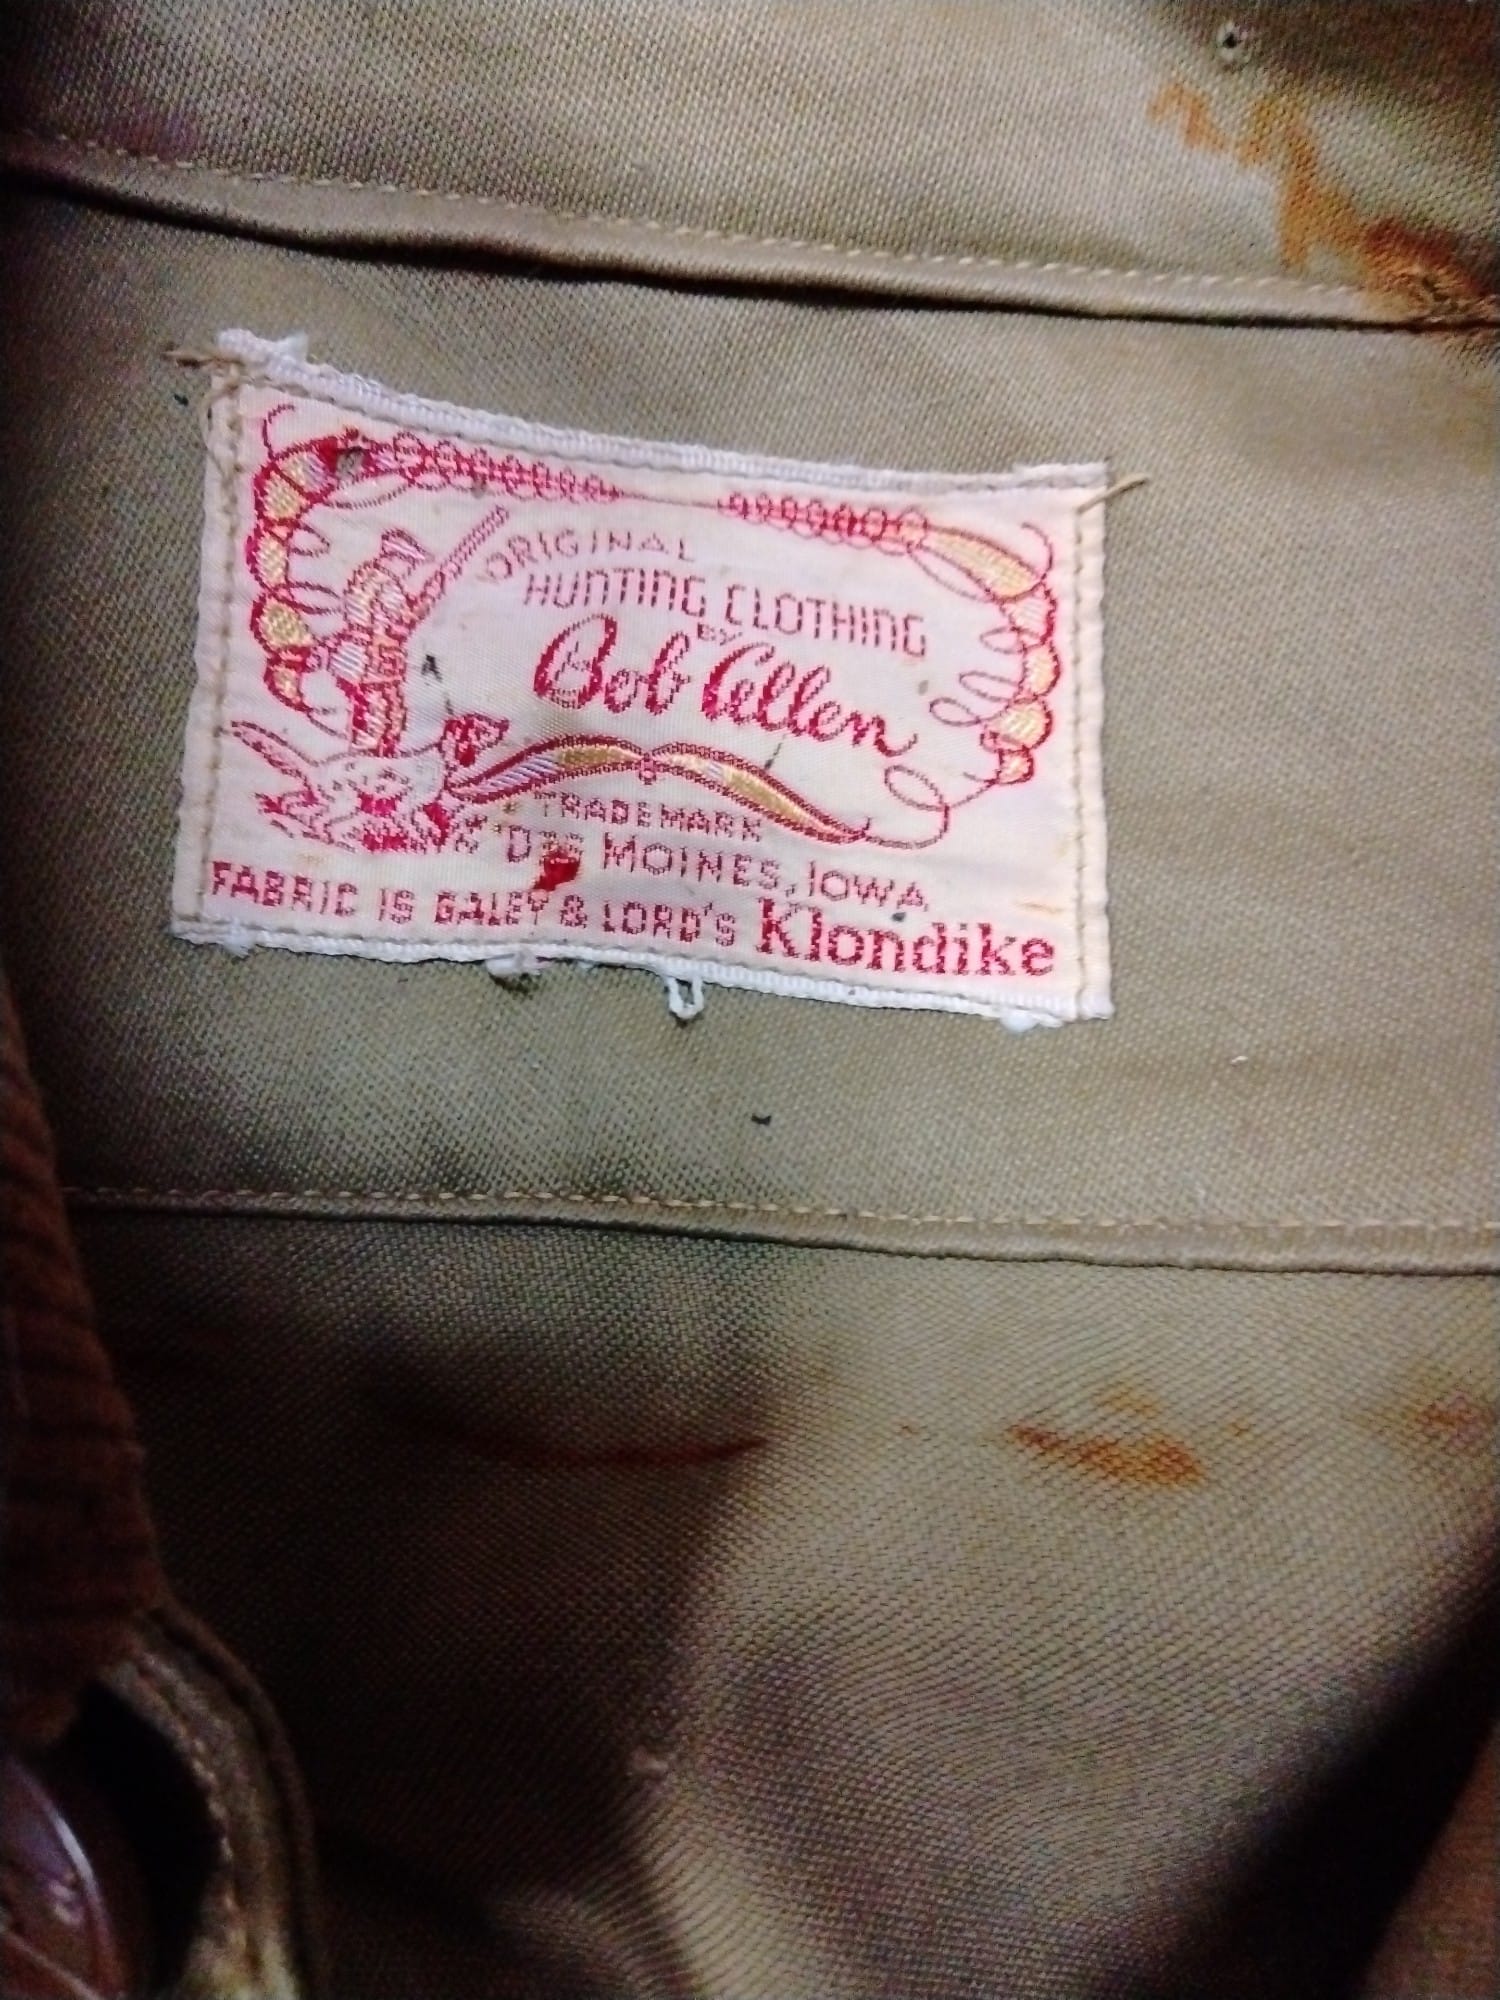 ORIGINAL
HUNTING CLOTHING
BY
Bob Allen
TRADEMARK
DES MOINES, IOWA
FABRIC IS GALEY & LORD'S Klondike